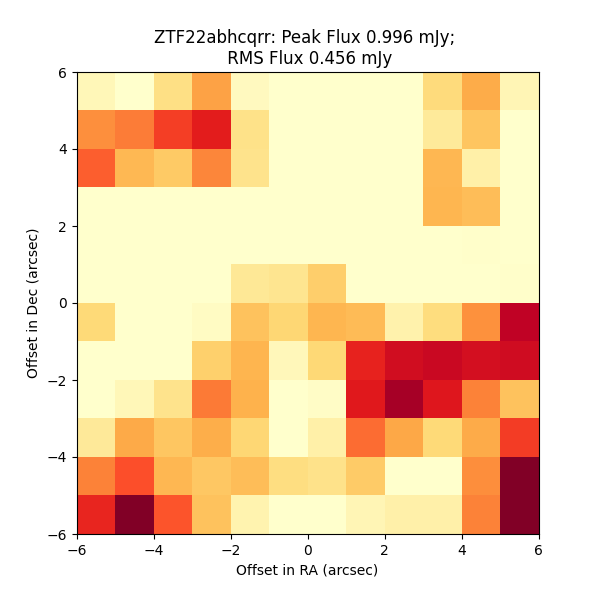 ZTF22abhcqrr: Peak Flux 0.996 mJy;
RMS Flux 0.456 mJy
6
4
2
0
−2
−4
−6
Offset in Dec (arcsec)
−6 −4 −2 0 2 4 6
Offset in RA (arcsec)